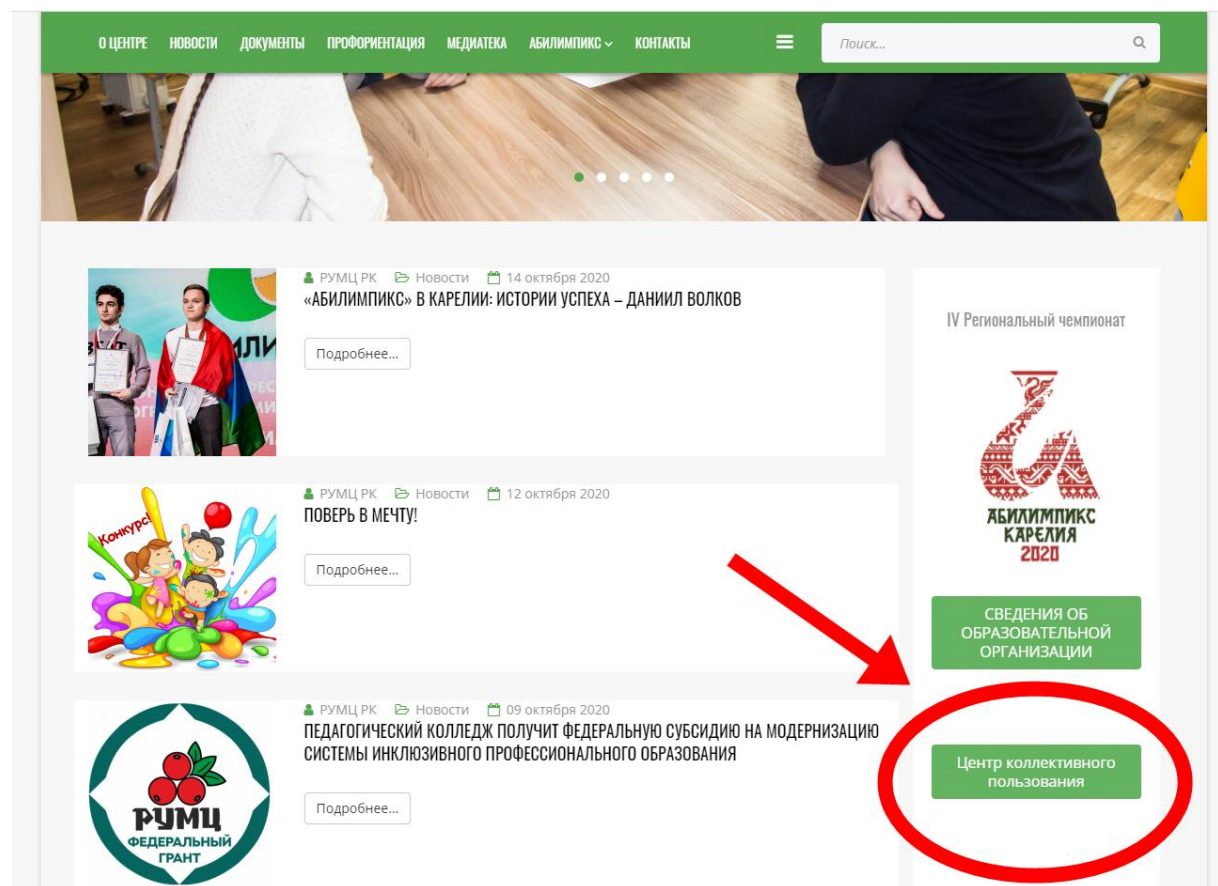 О ЦЕНТРЕ НОВОСТИ ДОКУМЕНТЫ ПРОФОРИЕНТАЦИЯ МЕДИАТЕКА АБИЛИМПИКС КОНТАКТЫ Поиск...
РУМЦ РК Новости 14 октября 2020
«АБИЛИМПИКС» В КАРЕЛИИ: ИСТОРИИ УСПЕХА – ДАНИИЛ ВОЛКОВ
Подробнее...
РУМЦ РК Новости 12 октября 2020
ПОВЕРЬ В МЕЧТУ!
Конкурс!
Подробнее...
РУМЦ РК Новости 09 октября 2020
ПЕДАГОГИЧЕСКИЙ КОЛЛЕДЖ ПОЛУЧИТ ФЕДЕРАЛЬНУЮ СУБСИДИЮ НА МОДЕРНИЗАЦИЮ
СИСТЕМЫ ИНКЛЮЗИВНОГО ПРОФЕССИОНАЛЬНОГО ОБРАЗОВАНИЯ
Подробнее...
РУМЦ
ФЕДЕРАЛЬНЫЙ
ГРАНТ
IV Региональный чемпионат
АБИЛИМПИКС
КАРЕЛИЯ
2020
СВЕДЕНИЯ ОБ
ОБРАЗОВАТЕЛЬНОЙ
ОРГАНИЗАЦИИ
Центр коллективного
пользования